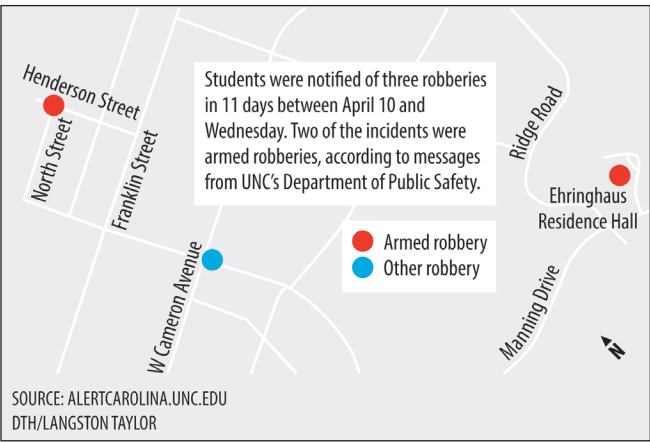 Henderson Street
North Street
Franklin Street
W Cameron Avenue
Students were notified of three robberies
in 11 days between April 10 and
Wednesday. Two of the incidents were
armed robberies, according to messages
from UNC's Department of Public Safety.
Armed robbery
Other robbery
Ridge Road
Ehringhaus
Residence Hall
Manning Drive
N
SOURCE: ALERTCAROLINA.UNC.EDU
DTH/LANGSTON TAYLOR